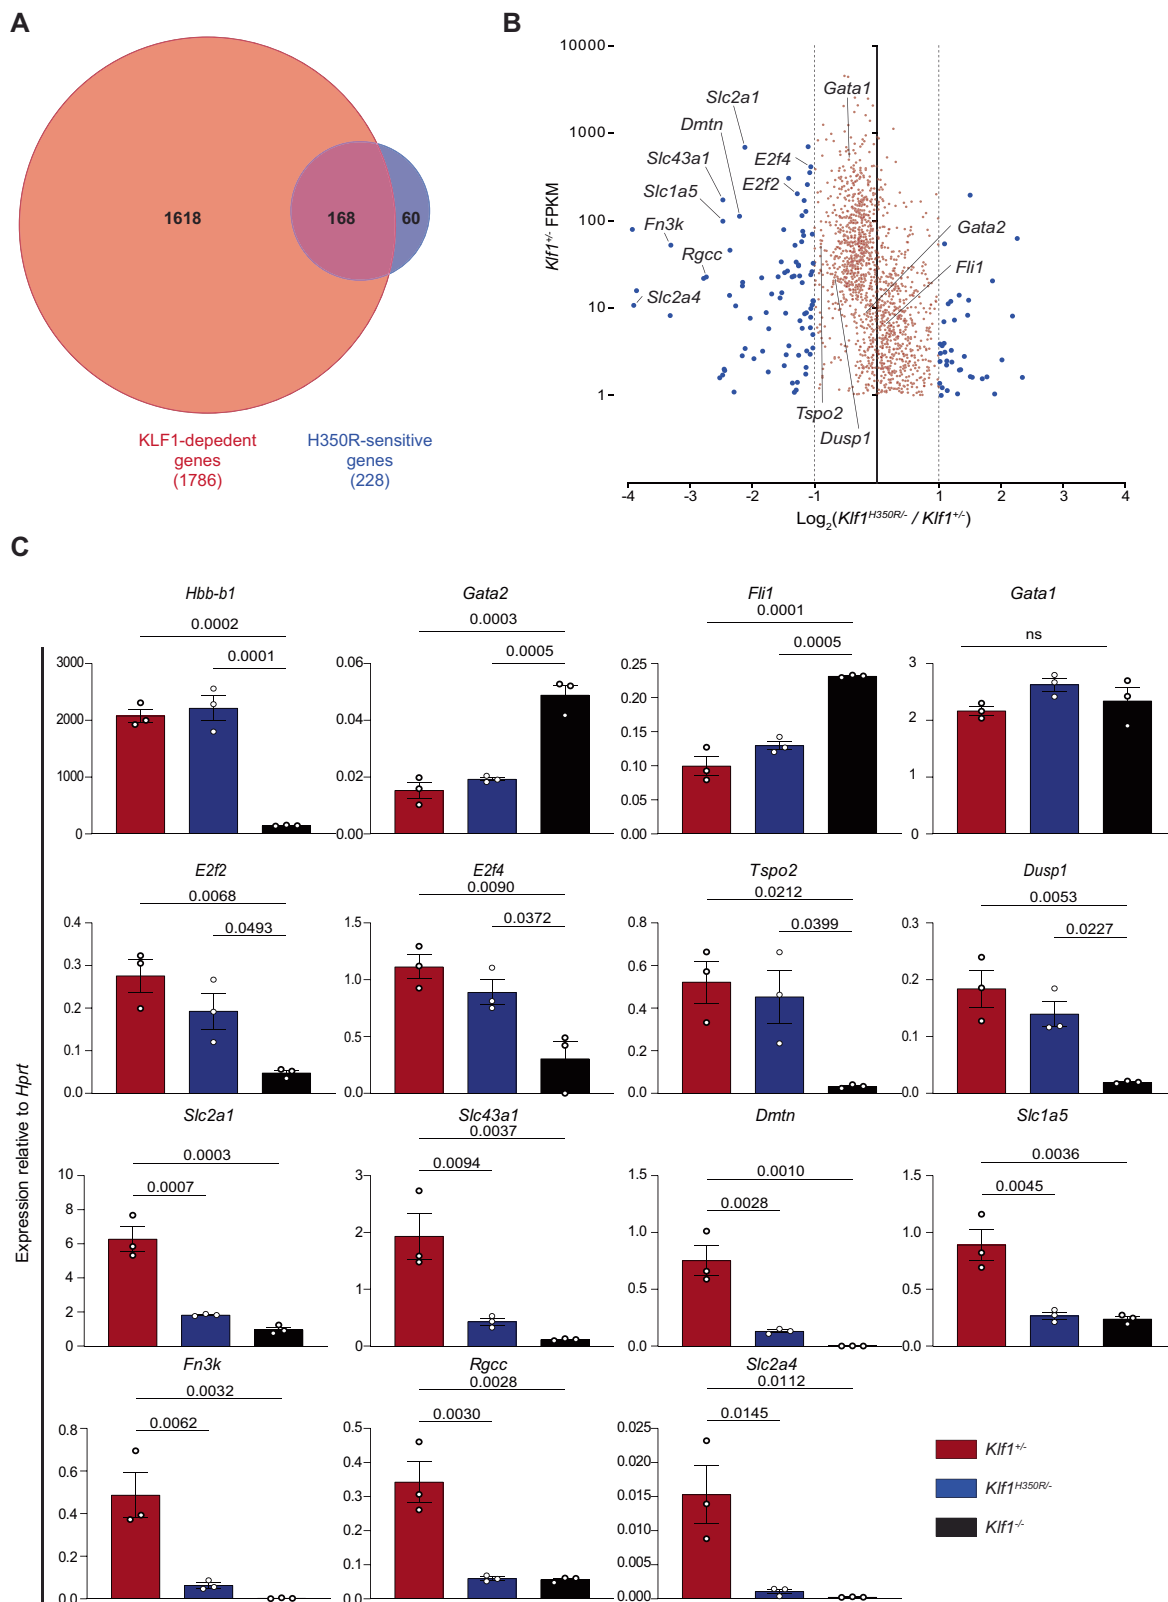 A
1618
168
60
KLF1-depedent
genes
(1786)
H350R-sensitive
genes
(228)
B
Klf1+/- FPKM
10000
1000
100
10
1
Slc2a1
Dmtn
Slc43a1
Slc1a5
Fn3k
Rgcc
Slc2a4
Gata1
E2f4
E2f2
Gata2
Fli1
Tspo2
Dusp1
-4 -3 -2 -1 0 1 2 3 4
Log2(Klf1H350R/- / Klf1+/-)
C
Expression relative to Hprt
Hbb-b1
0.0002
0.0001
3000
2000
1000
0
Gata2
0.0003
0.0005
0.06
0.04
0.02
0.00
Fli1
0.0001
0.0005
0.25
0.20
0.15
0.10
0.05
0.00
Gata1
ns
3
2
1
0
E2f2
0.0068
0.0493
0.4
0.3
0.2
0.1
0.0
E2f4
0.0090
0.0372
1.5
1.0
0.5
0.0
Tspo2
0.0212
0.0399
0.8
0.6
0.4
0.2
0.0
Dusp1
0.0053
0.0227
0.3
0.2
0.1
0.0
Slc2a1
0.0003
0.0007
10
8
6
4
2
0
Slc43a1
0.0037
0.0094
3
2
1
0
Dmtn
0.0010
0.0028
1.5
1.0
0.5
0.0
Slc1a5
0.0036
0.0045
1.5
1.0
0.5
0.0
Fn3k
0.0032
0.0062
0.8
0.6
0.4
0.2
0.0
Rgcc
0.0028
0.0030
0.5
0.4
0.3
0.2
0.1
0.0
Slc2a4
0.0112
0.0145
0.025
0.020
0.015
0.010
0.005
0.000
Klf1+/-
Klf1H350R/-
Klf1-/-